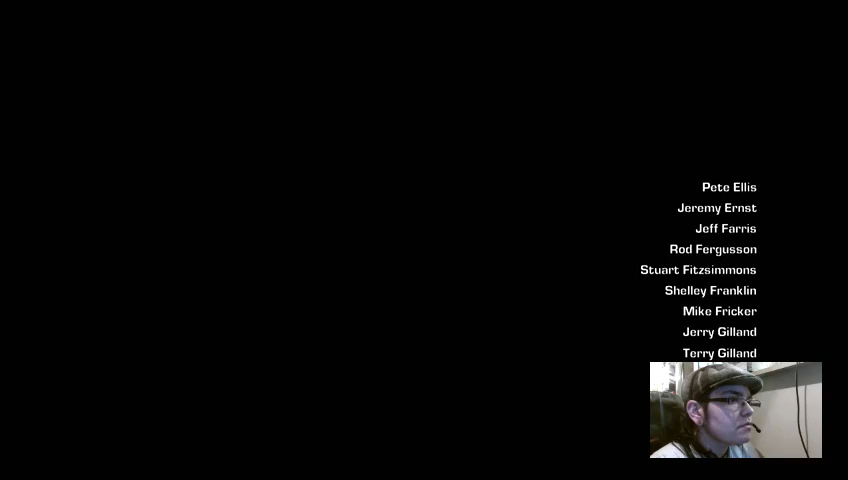 Pete Ellis
Jeremy Ernst
Jeff Farris
Rod Fergusson
Stuart Fitzsimmons
Shelley Franklin
Mike Fricker
Jerry Gilland
Terry Gilland